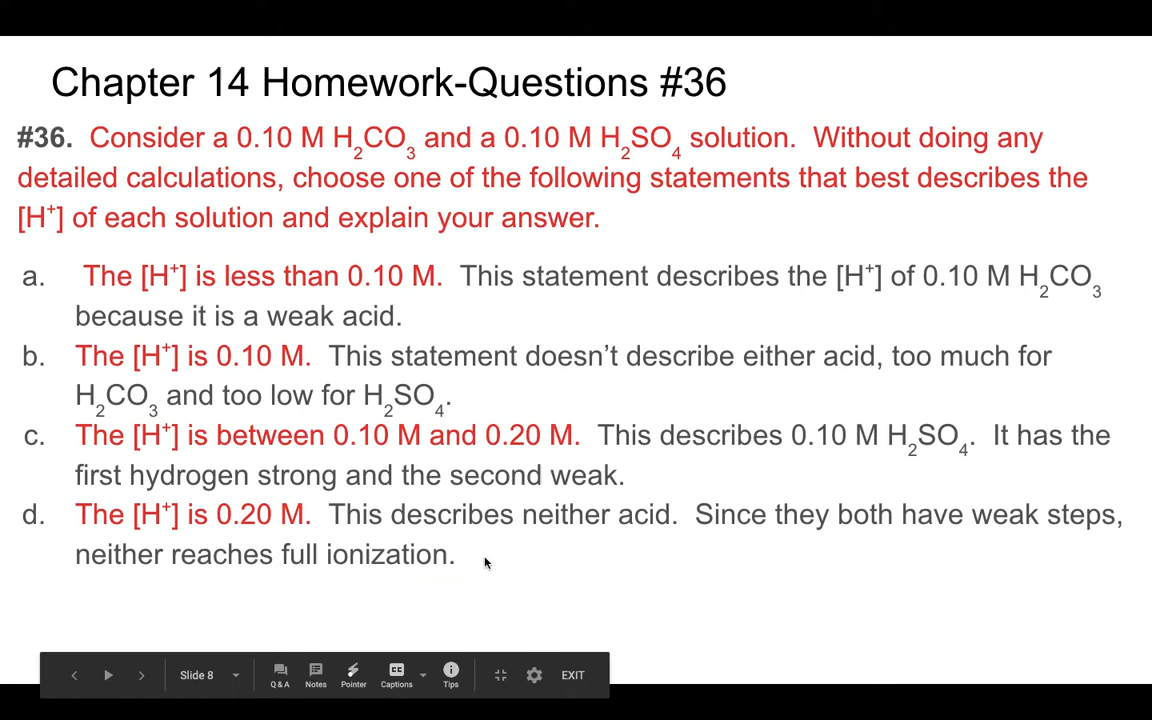 Chapter 14 Homework-Questions #36
#36. Consider a 0.10 M H₂CO₃ and a 0.10 M H₂SO₄ solution. Without doing any
detailed calculations, choose one of the following statements that best describes the
[H⁺] of each solution and explain your answer.
a. The [H⁺] is less than 0.10 M. This statement describes the [H⁺] of 0.10 M H₂CO₃
because it is a weak acid.
b. The [H⁺] is 0.10 M. This statement doesn’t describe either acid, too much for
H₂CO₃ and too low for H₂SO₄.
c. The [H⁺] is between 0.10 M and 0.20 M. This describes 0.10 M H₂SO₄. It has the
first hydrogen strong and the second weak.
d. The [H⁺] is 0.20 M. This describes neither acid. Since they both have weak steps,
neither reaches full ionization.
Slide 8 Q & A Notes Pointer CC Captions Tips EXIT